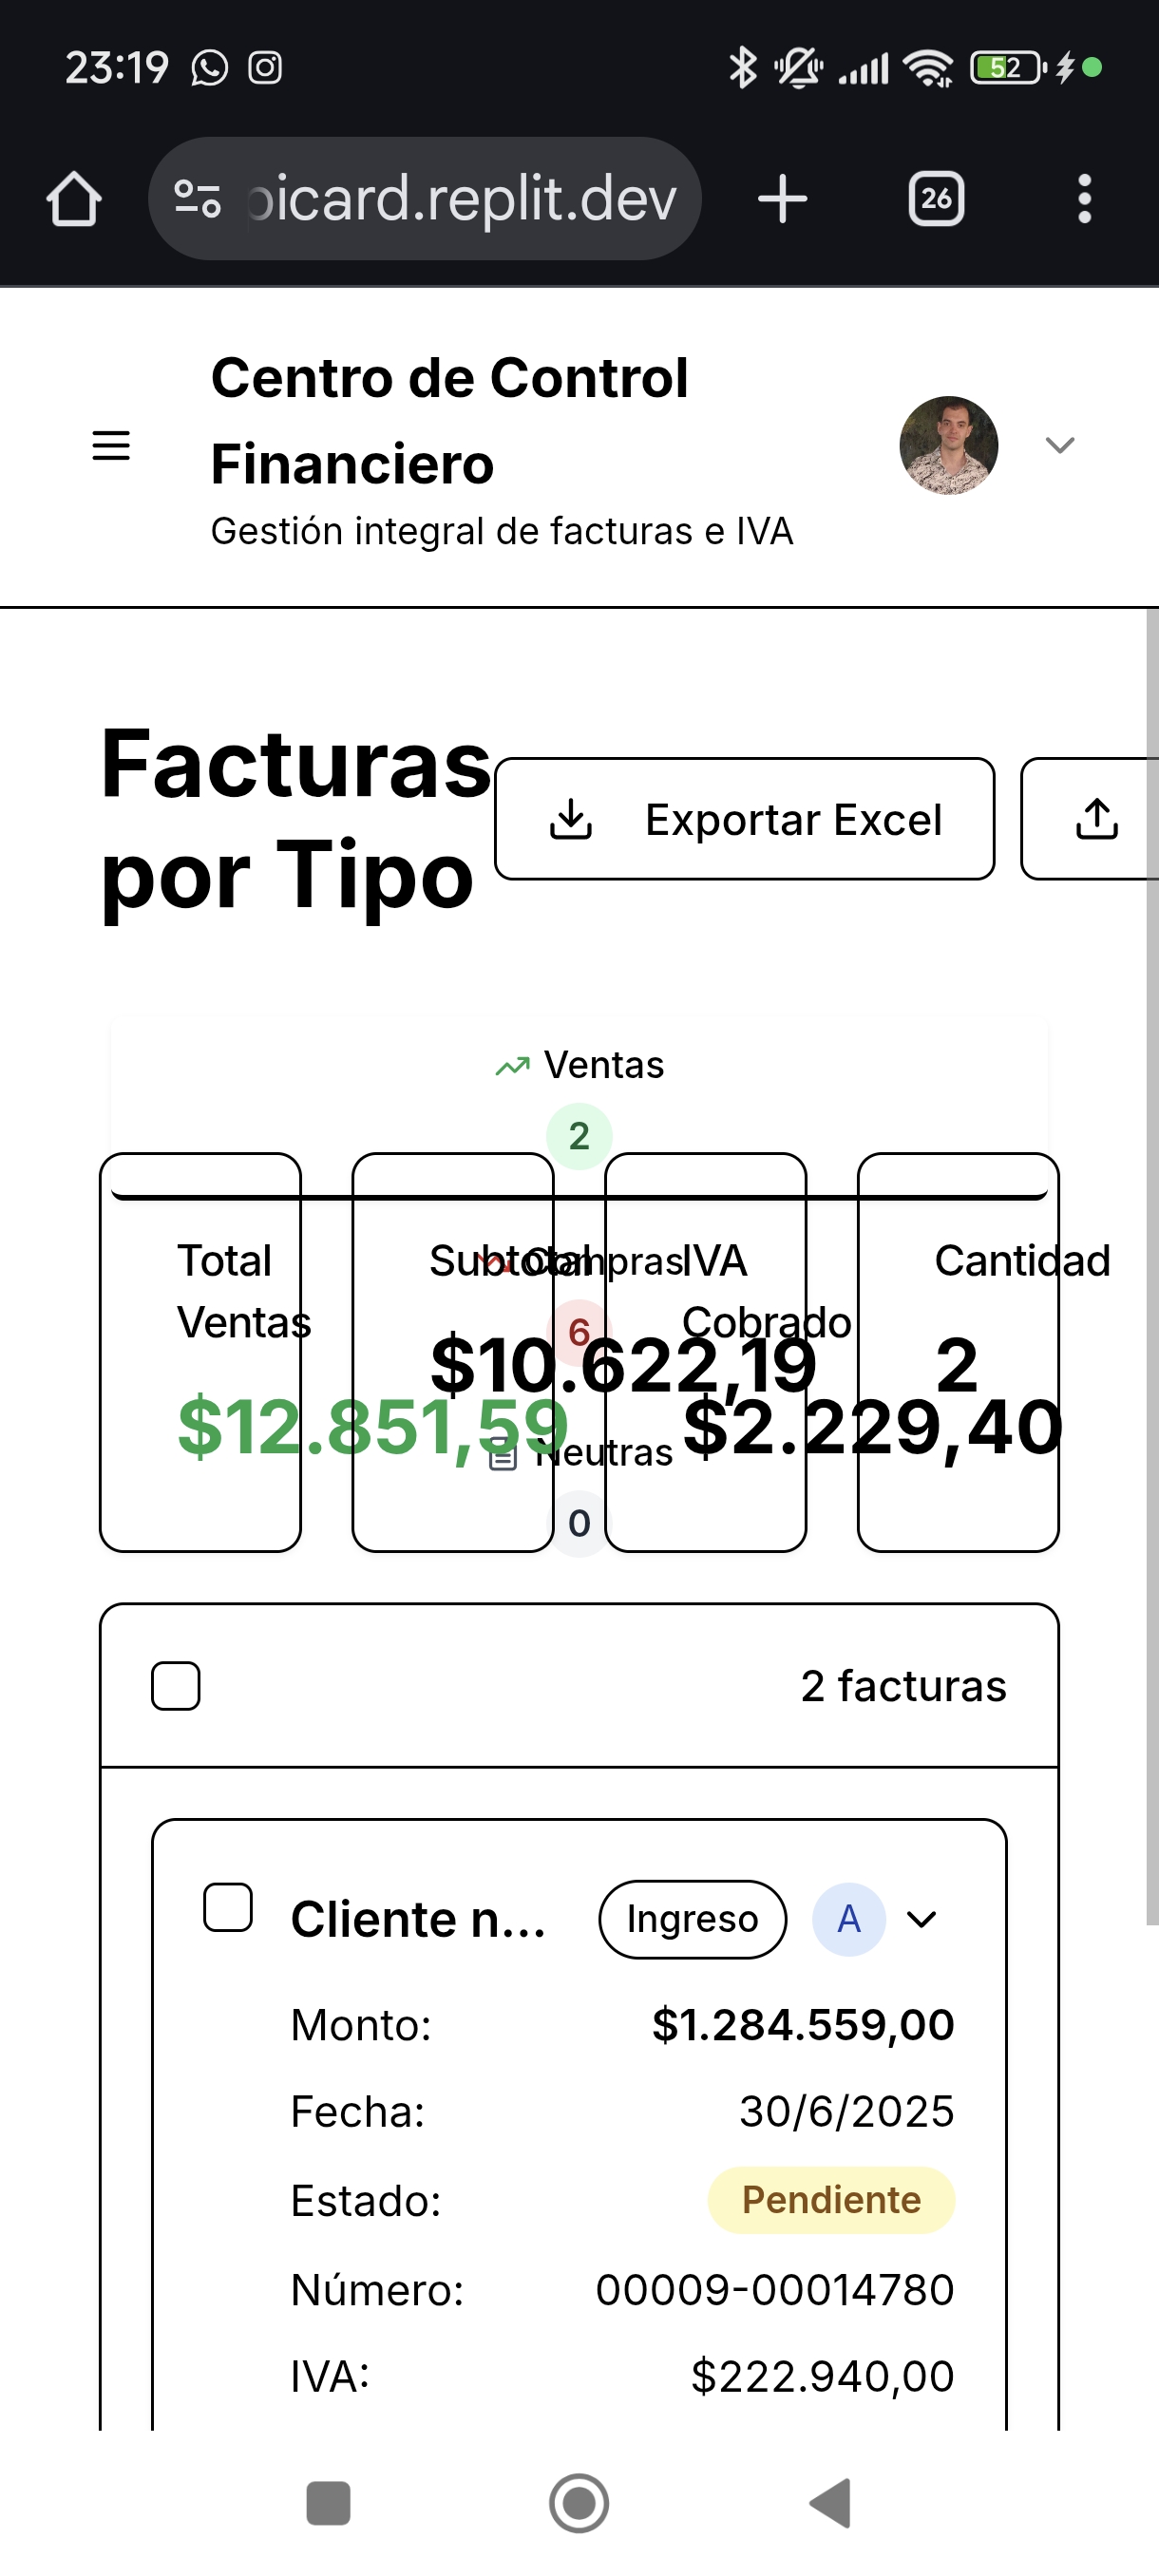 23:19
52
picard.replit.dev
26
Centro de Control
Financiero
Gestión integral de facturas e IVA
Facturas
por Tipo
Exportar Excel
Ventas
2
Compras
6
Neutras
0
Total
Ventas
$12.851,59
Subtotal
$10.622,19
IVA
Cobrado
$2.229,40
Cantidad
2
2 facturas
Cliente n...
Ingreso
A
Monto:
$1.284.559,00
Fecha:
30/6/2025
Estado:
Pendiente
Número:
00009-00014780
IVA:
$222.940,00